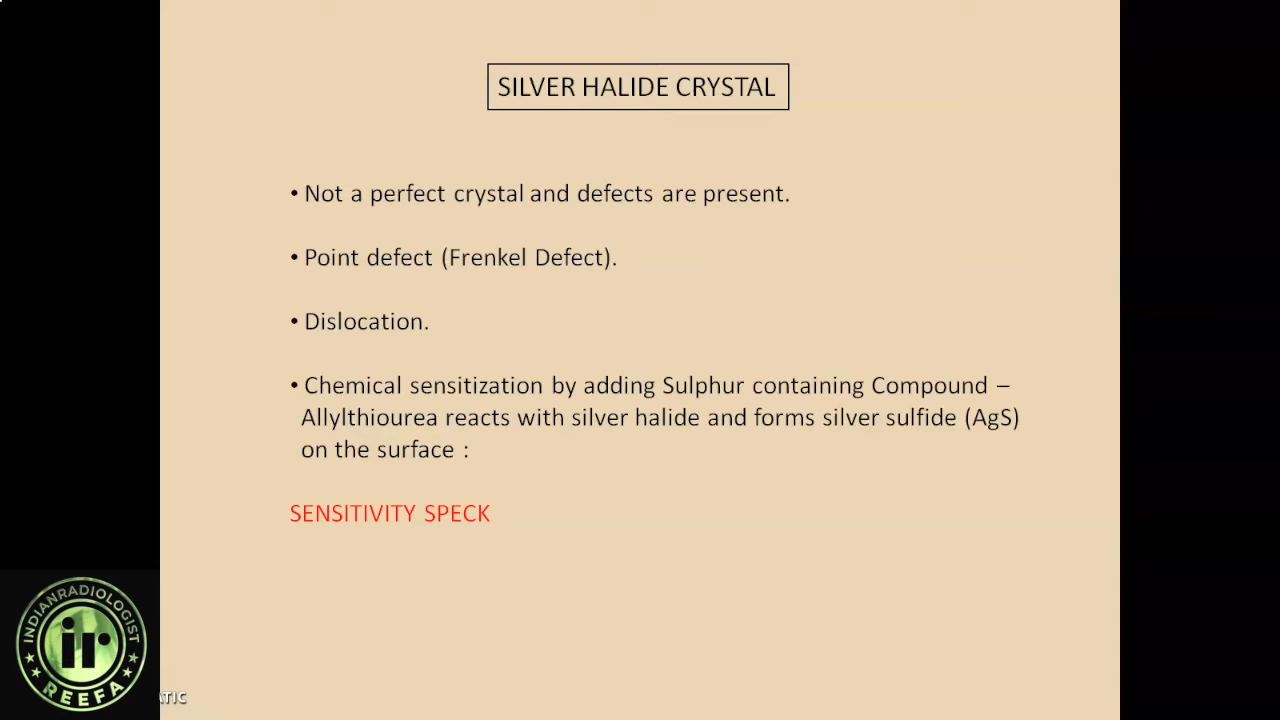 SILVER HALIDE CRYSTAL
• Not a perfect crystal and defects are present.
• Point defect (Frenkel Defect).
• Dislocation.
• Chemical sensitization by adding Sulphur containing Compound –
Allylthiourea reacts with silver halide and forms silver sulfide (AgS)
on the surface :
SENSITIVITY SPECK
INDIANRADIOLOGIST
ir
REEFA